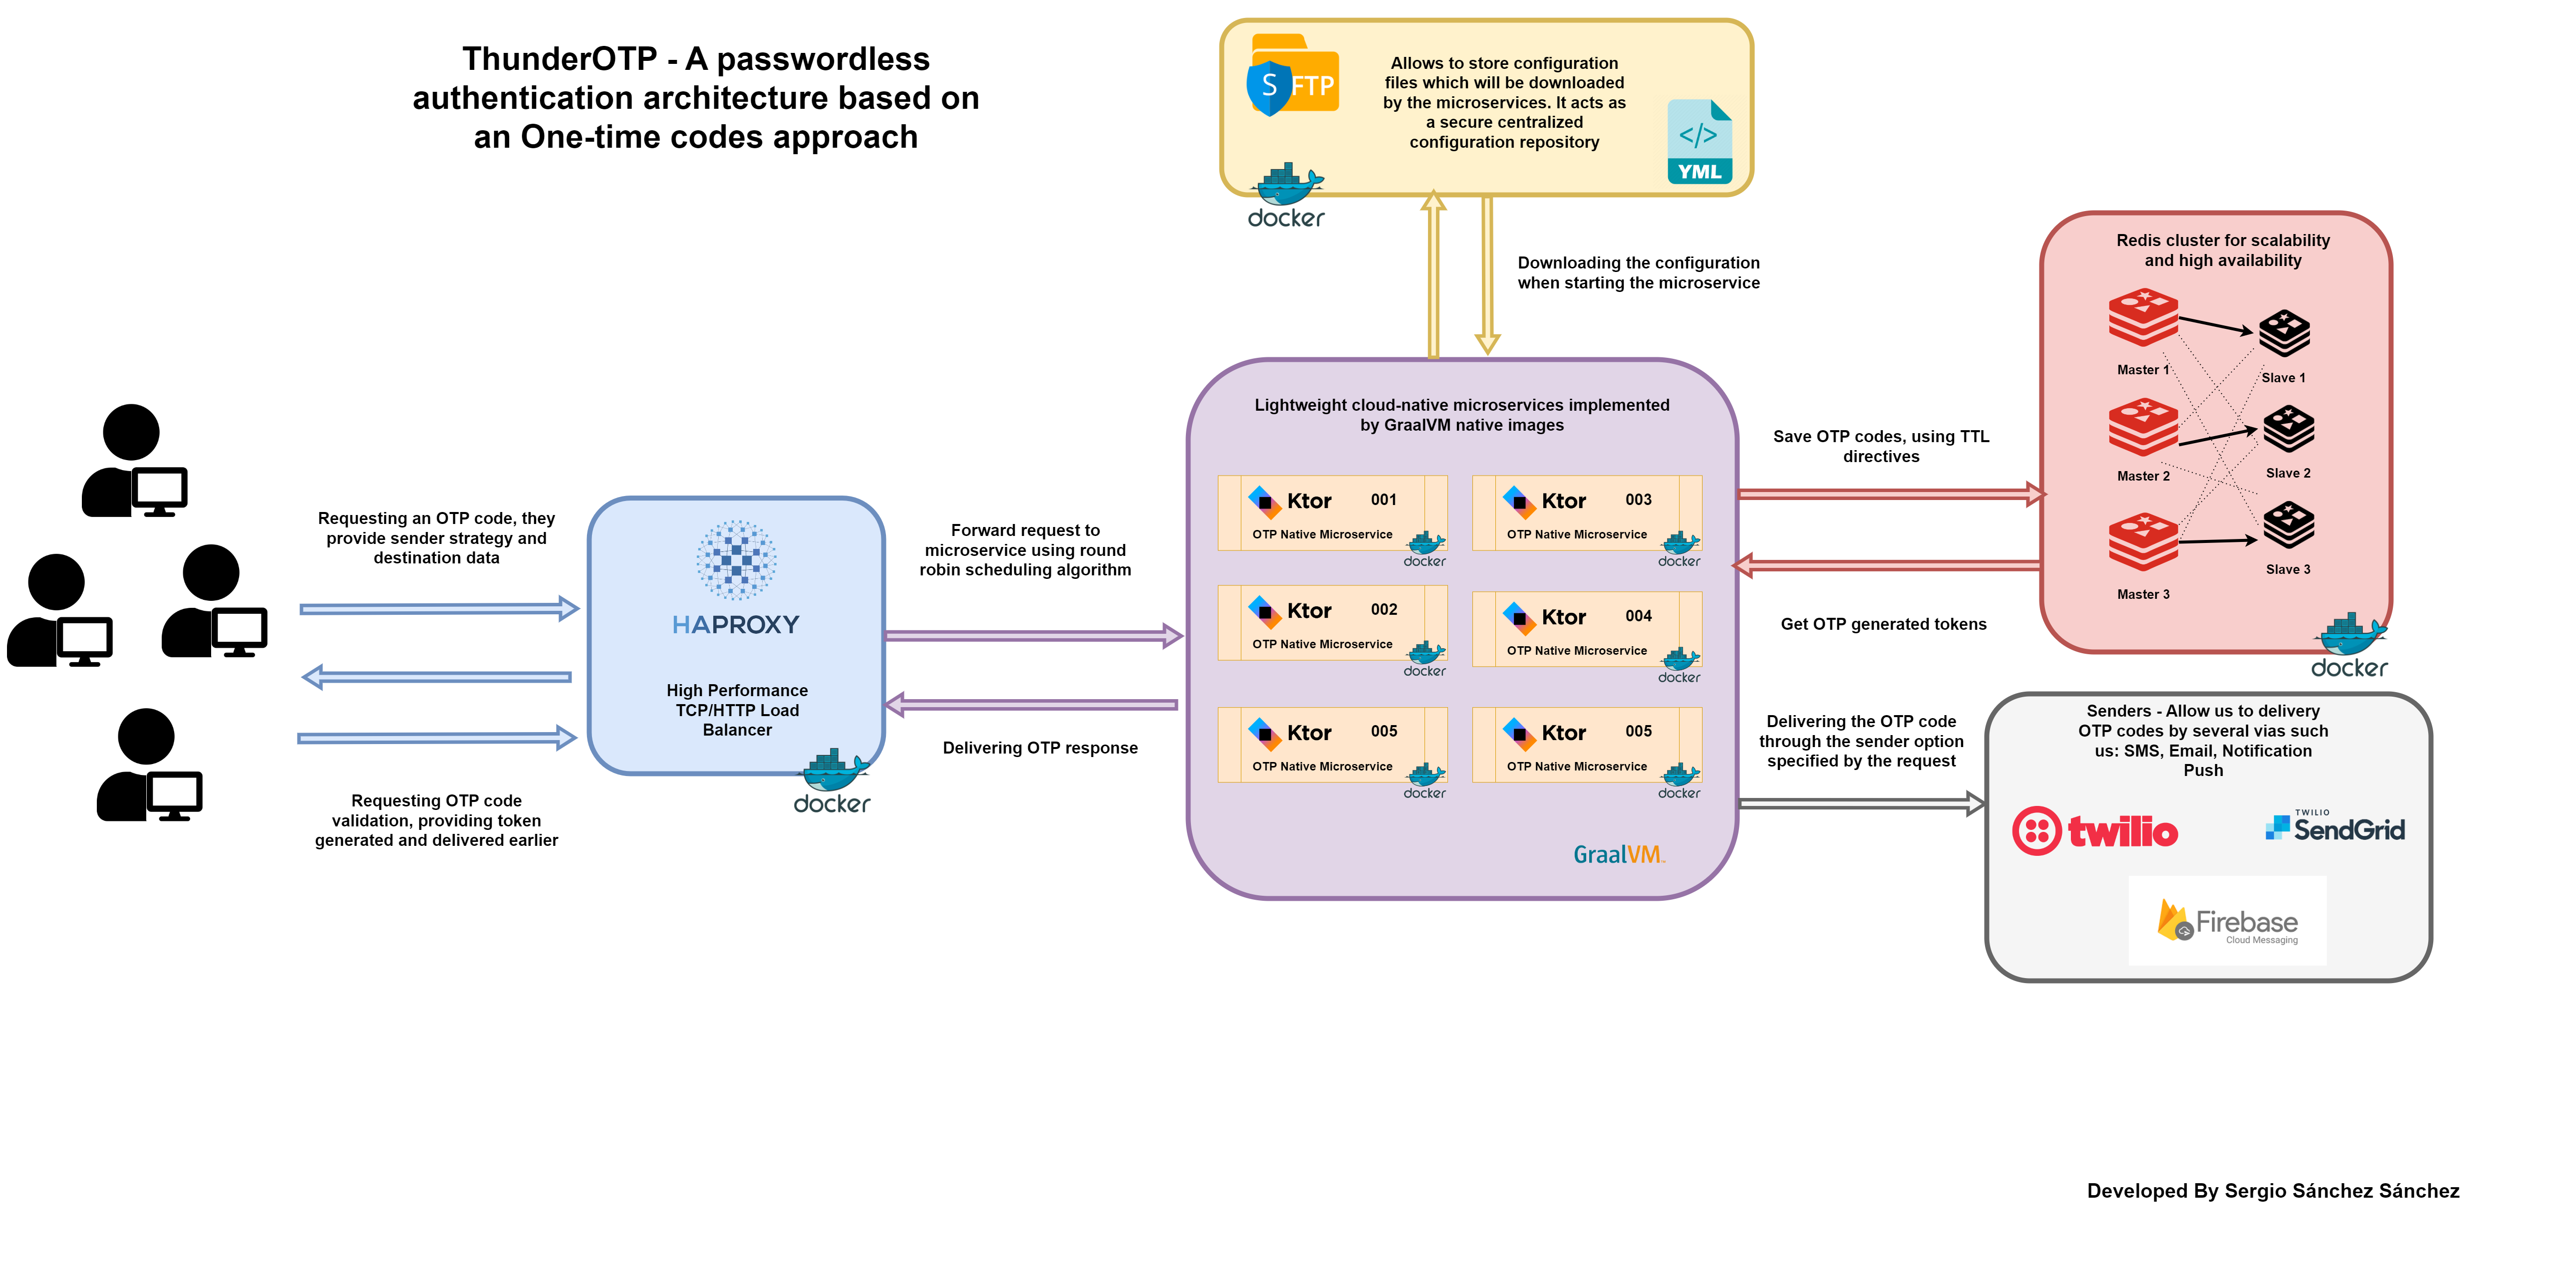 ThunderOTP - A passwordless
authentication architecture based on
an One-time codes approach
S
FTP
Allows to store configuration
files which will be downloaded
by the microservices. It acts as
a secure centralized
configuration repository
</>
YML
docker
Downloading the configuration
when starting the microservice
Redis cluster for scalability
and high availability
Master 1
Slave 1
Master 2
Slave 2
Master 3
Slave 3
docker
Requesting an OTP code, they
provide sender strategy and
destination data
Requesting OTP code
validation, providing token
generated and delivered earlier
HAPROXY
High Performance
TCP/HTTP Load
Balancer
docker
Forward request to
microservice using round
robin scheduling algorithm
Delivering OTP response
Lightweight cloud-native microservices implemented
by GraalVM native images
Ktor 001
OTP Native Microservice
docker
Ktor 003
OTP Native Microservice
docker
Ktor 002
OTP Native Microservice
docker
Ktor 004
OTP Native Microservice
docker
Ktor 005
OTP Native Microservice
docker
Ktor 005
OTP Native Microservice
docker
GraalVM™
Save OTP codes, using TTL
directives
Get OTP generated tokens
Delivering the OTP code
through the sender option
specified by the request
Senders - Allow us to delivery
OTP codes by several vias such
us: SMS, Email, Notification
Push
twilio
TWILIO
SendGrid
Firebase
Cloud Messaging
Developed By Sergio Sánchez Sánchez